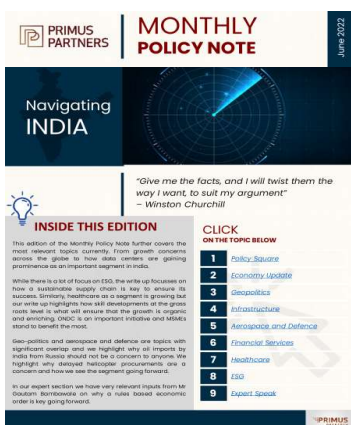 PRIMUS
PARTNERS
MONTHLY
POLICY NOTE
June 2022
Navigating
INDIA
“Give me the facts, and I will twist them the
way I want, to suit my argument”
– Winston Churchill
INSIDE THIS EDITION
This edition of the Monthly Policy Note further covers the
most relevant topics currently. From growth concerns
across the globe to how data centers are gaining
prominence as an important segment in India.
While there is a lot of focus on ESG, the write up focusses on
how a sustainable supply chain is key to ensure its
success. Similarly, healthcare as a segment is growing but
our write up highlights how skill developments at the grass
roots level is what will ensure that the growth is organic
and enriching. ONDC is an important initiative and MSMEs
stand to benefit the most.
Geo-politics and aerospace and defence are topics with
significant overlap and we highlight why oil imports by
India from Russia should not be a concern to anyone. We
highlight why delayed helicopter procurements are a
concern and how we see the segment going forward.
In our expert section we have very relevant inputs from Mr
Gautam Bambawale on why a rules based economic
order is key going forward.
CLICK
ON THE TOPIC BELOW
1 Policy Square
2 Economy Update
3 Geopolitics
4 Infrastructure
5 Aerospace and Defence
6 Financial Services
7 Healthcare
8 ESG
9 Expert Speak
PRIMUS